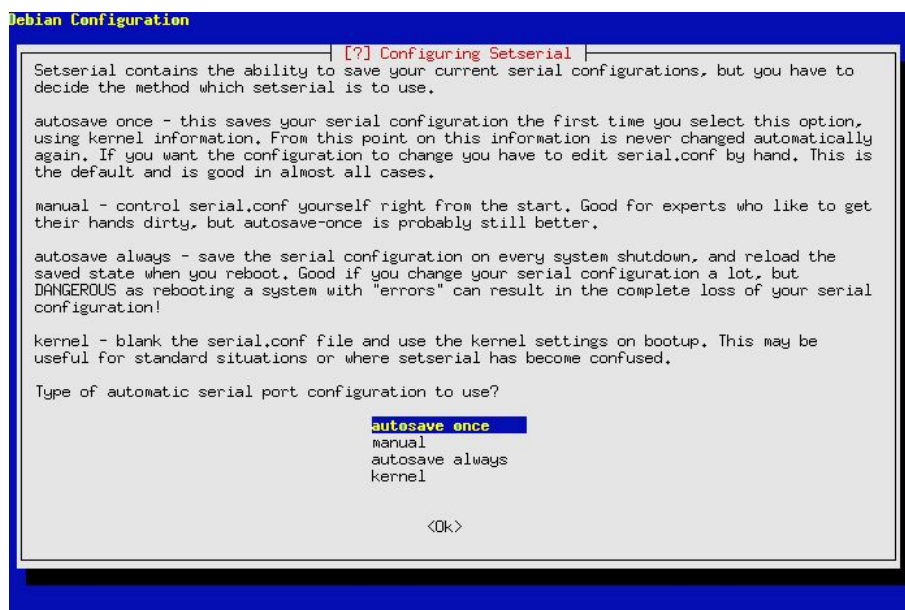 Debian Configuration
[?] Configuring Setserial
Setserial contains the ability to save your current serial configurations, but you have to
decide the method which setserial is to use.
autosave once - this saves your serial configuration the first time you select this option,
using kernel information. From this point on this information is never changed automatically
again. If you want the configuration to change you have to edit serial.conf by hand. This is
the default and is good in almost all cases.
manual - control serial.conf yourself right from the start. Good for experts who like to get
their hands dirty, but autosave-once is probably still better.
autosave always - save the serial configuration on every system shutdown, and reload the
saved state when you reboot. Good if you change your serial configuration a lot, but
DANGEROUS as rebooting a system with "errors" can result in the complete loss of your serial
configuration!
kernel - blank the serial.conf file and use the kernel settings on bootup. This may be
useful for standard situations or where setserial has become confused.
Type of automatic serial port configuration to use?
autosave once
manual
autosave always
kernel
<Ok>